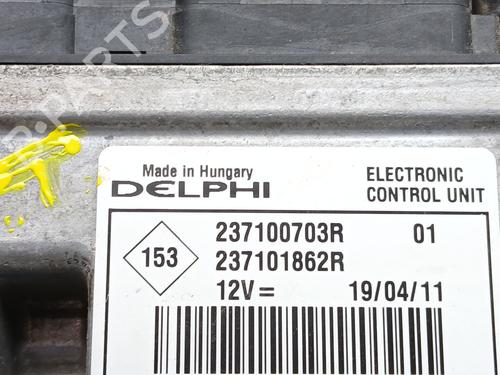 Made in Hungary
DELPHI
ELECTRONIC
CONTROL UNIT
153
237100703R 01
237101862R
12V= 19/04/11